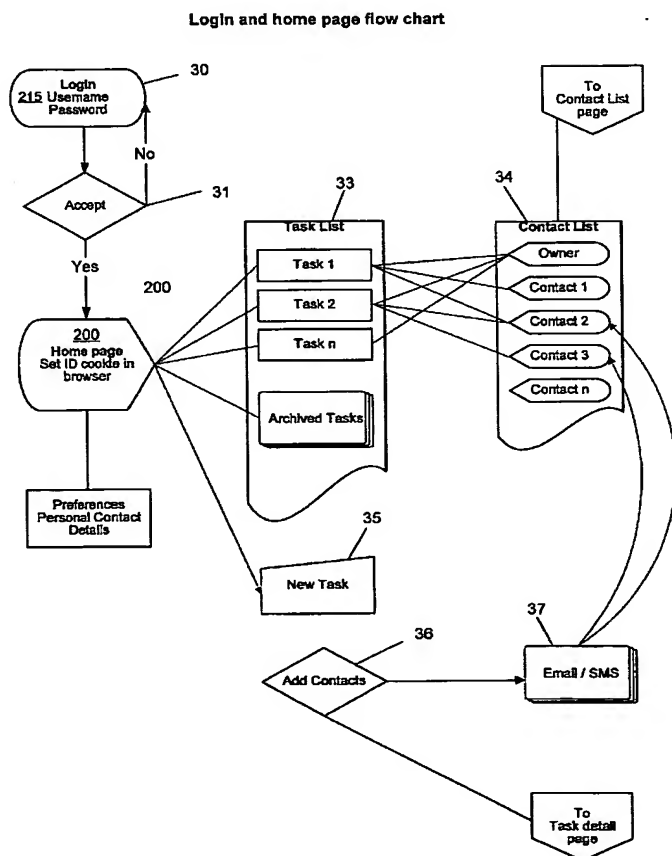 Login and home page flow chart
30
Login
215 Username
Password
No
31
Accept
Yes
200
200
Home page
Set ID cookie in
browser
Preferences
Personal Contact
Details
33
Task List
Task 1
Task 2
Task n
Archived Tasks
35
New Task
To
Contact List
page
34
Contact List
Owner
Contact 1
Contact 2
Contact 3
Contact n
36
Add Contacts
37
Email / SMS
To
Task detail
page